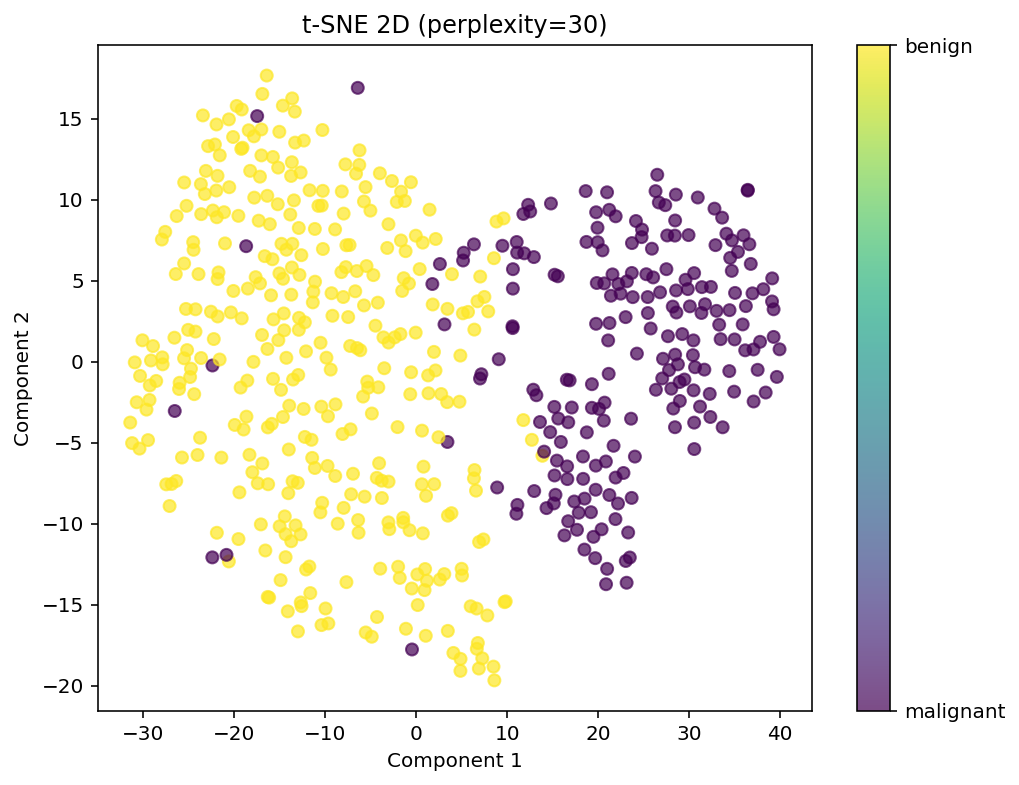 t-SNE 2D (perplexity=30)
benign
15
10
5
0
−5
−10
−15
−20
Component 2
malignant
−30 −20 −10 0 10 20 30 40
Component 1